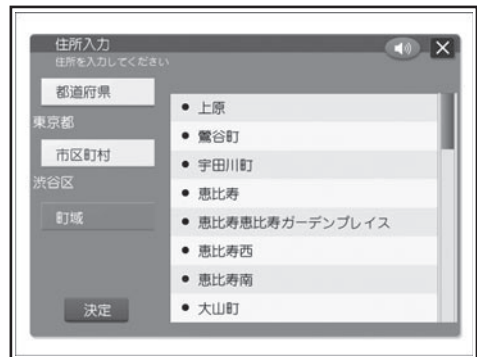 住所入力
住所を入力してください
都道府県
東京都
市区町村
渋谷区
町域
決定
上原
鶯谷町
宇田川町
恵比寿
恵比寿恵比寿ガーデンプレイス
恵比寿西
恵比寿南
大山町